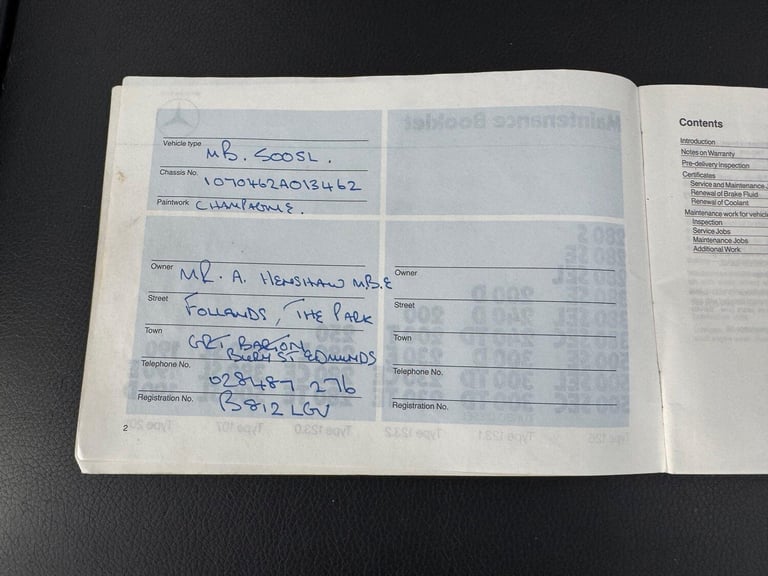 Vehicle type MB. 500SL.
Chassis No. 1070462A013462
Paintwork CHAMPAGNE.
Owner MR. A. HENSHAW MB.E
Street FOLLANDS, THE PARK
Town GRT. BARTON
BURY ST EDMUNDS
Telephone No. 028487 276
Registration No. B812 LGV
2
Owner
Street
Town
Telephone No.
Registration No.
Maintenance Booklet
Contents
Introduction
Notes on Warranty
Pre-delivery Inspection
Certificates
Service and Maintenance
Renewal of Brake Fluid
Renewal of Coolant
Maintenance work for vehicle
Inspection
Service Jobs
Maintenance Jobs
Additional Work